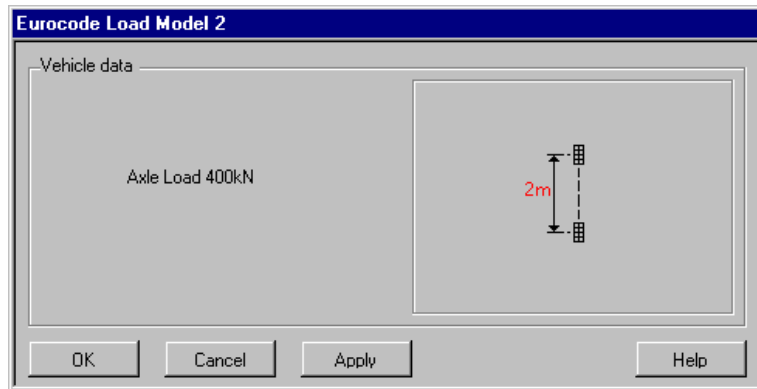 Eurocode Load Model 2
Vehicle data
Axle Load 400kN
2m
OK Cancel Apply Help